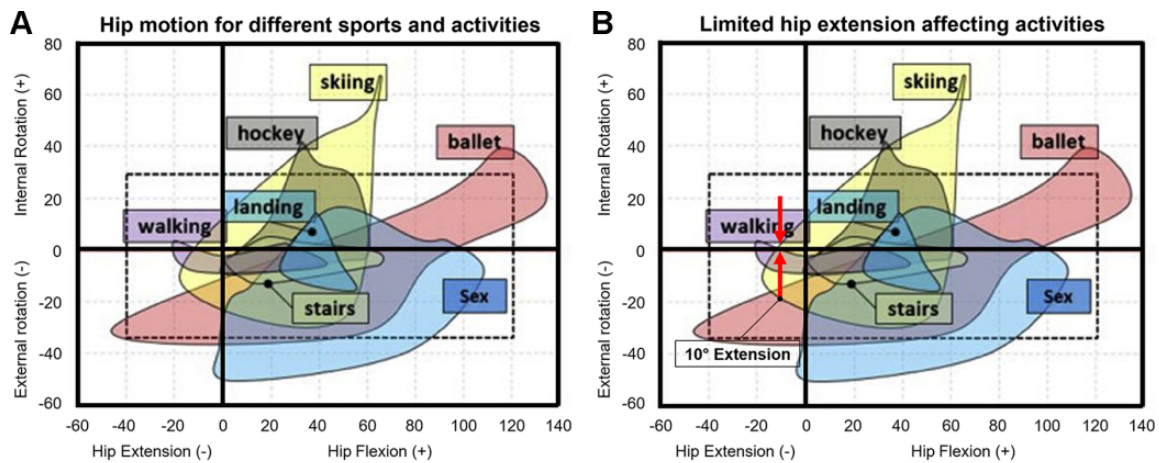 A
Hip motion for different sports and activities
80
60
40
20
0
-20
-40
-60
Internal Rotation (+)
External rotation (-)
skiing
hockey
ballet
landing
walking
Sex
stairs
-60 -40 -20 0 20 40 60 80 100 120 140
Hip Extension (-) Hip Flexion (+)
B
Limited hip extension affecting activities
80
60
40
20
0
-20
-40
-60
Internal Rotation (+)
External rotation (-)
skiing
hockey
ballet
landing
walking
Sex
stairs
10° Extension
-60 -40 -20 0 20 40 60 80 100 120 140
Hip Extension (-) Hip Flexion (+)